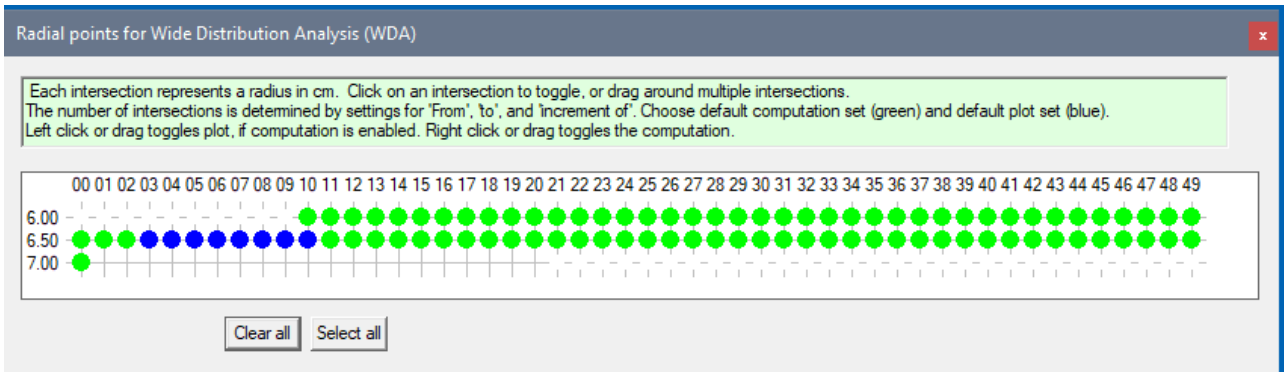 Radial points for Wide Distribution Analysis (WDA)
x
Each intersection represents a radius in cm. Click on an intersection to toggle, or drag around multiple intersections.
The number of intersections is determined by settings for 'From', 'to', and 'increment of'. Choose default computation set (green) and default plot set (blue).
Left click or drag toggles plot, if computation is enabled. Right click or drag toggles the computation.
00 01 02 03 04 05 06 07 08 09 10 11 12 13 14 15 16 17 18 19 20 21 22 23 24 25 26 27 28 29 30 31 32 33 34 35 36 37 38 39 40 41 42 43 44 45 46 47 48 49
6.00
6.50
7.00
Clear all Select all